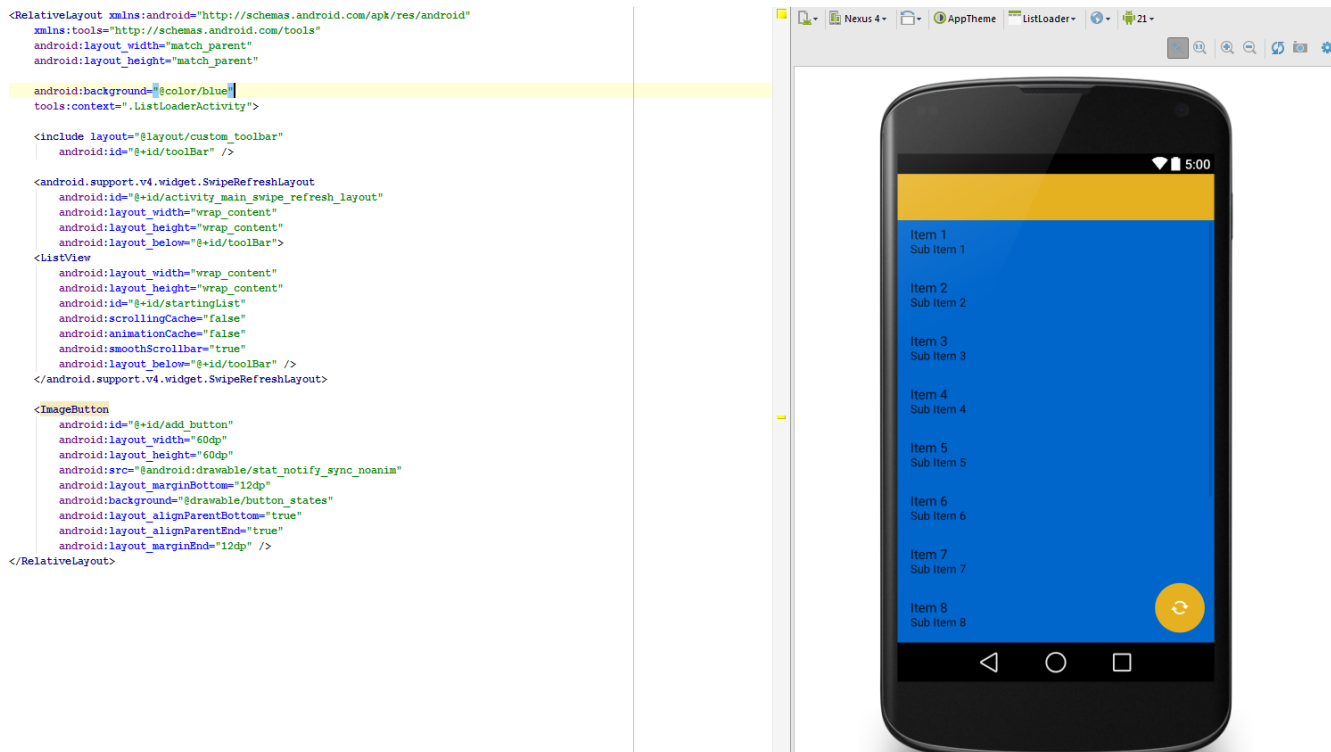 <RelativeLayout xmlns:android="http://schemas.android.com/apk/res/android"
    xmlns:tools="http://schemas.android.com/tools"
    android:layout_width="match_parent"
    android:layout_height="match_parent"

    android:background="@color/blue"
    tools:context=".ListLoaderActivity">

    <include layout="@layout/custom_toolbar"
        android:id="@+id/toolBar" />

    <android.support.v4.widget.SwipeRefreshLayout
        android:id="@+id/activity_main_swipe_refresh_layout"
        android:layout_width="wrap_content"
        android:layout_height="wrap_content"
        android:layout_below="@+id/toolBar">
    <ListView
        android:layout_width="wrap_content"
        android:layout_height="wrap_content"
        android:id="@+id/startingList"
        android:scrollingCache="false"
        android:animationCache="false"
        android:smoothScrollbar="true"
        android:layout_below="@+id/toolBar" />
    </android.support.v4.widget.SwipeRefreshLayout>

    <ImageButton
        android:id="@+id/add_button"
        android:layout_width="60dp"
        android:layout_height="60dp"
        android:src="@android:drawable/stat_notify_sync_noanim"
        android:layout_marginBottom="12dp"
        android:background="@drawable/button_states"
        android:layout_alignParentBottom="true"
        android:layout_alignParentEnd="true"
        android:layout_marginEnd="12dp" />
</RelativeLayout>
Nexus 4 AppTheme ListLoader 21
5:00
Item 1
Sub Item 1
Item 2
Sub Item 2
Item 3
Sub Item 3
Item 4
Sub Item 4
Item 5
Sub Item 5
Item 6
Sub Item 6
Item 7
Sub Item 7
Item 8
Sub Item 8